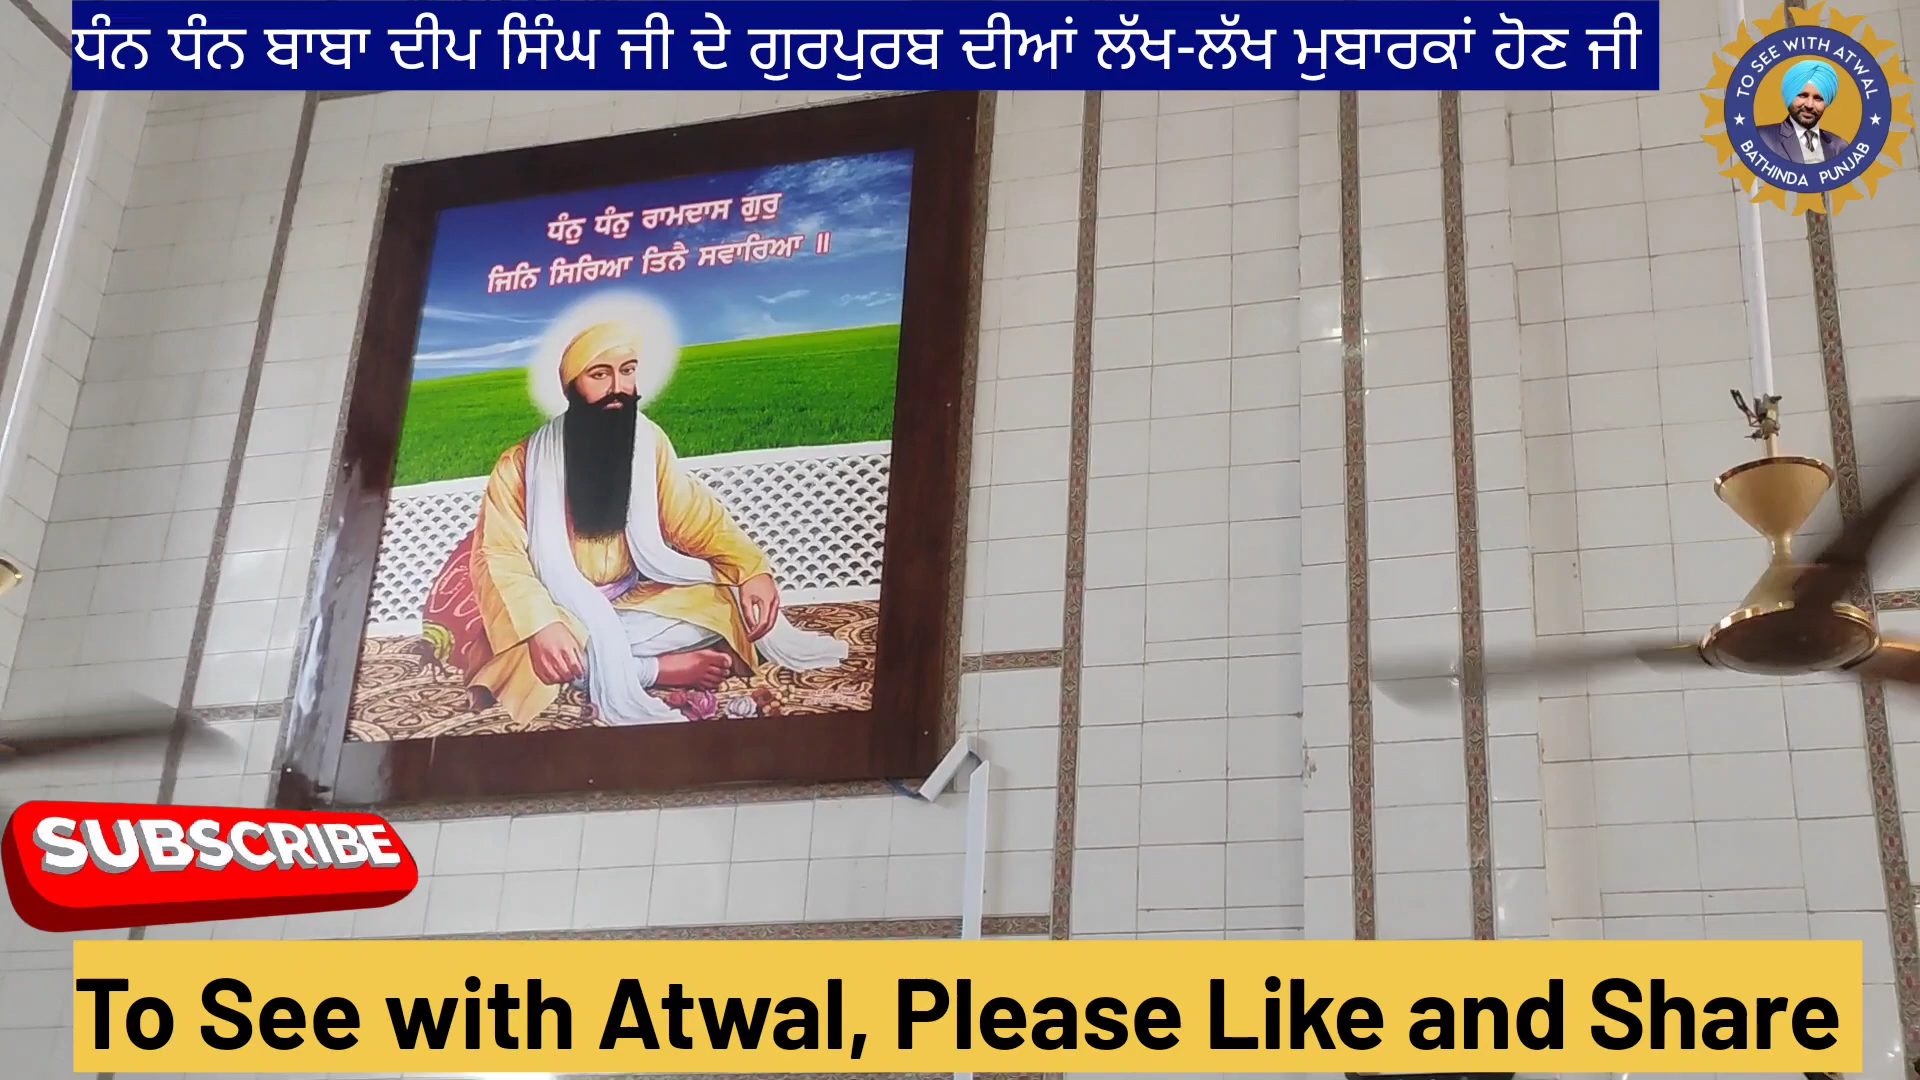 ਧੰਨ ਧੰਨ ਬਾਬਾ ਦੀਪ ਸਿੰਘ ਜੀ ਦੇ ਗੁਰਪੁਰਬ ਦੀਆਂ ਲੱਖ-ਲੱਖ ਮੁਬਾਰਕਾਂ ਹੋਣ ਜੀ
TO SEE WITH ATWAL
BATHINDA PUNJAB
ਧੰਨੁ ਧੰਨੁ ਰਾਮਦਾਸ ਗੁਰੁ
ਜਿਨਿ ਸਿਰਿਆ ਤਿਨੈ ਸਵਾਰਿਆ ॥
SUBSCRIBE
To See with Atwal, Please Like and Share